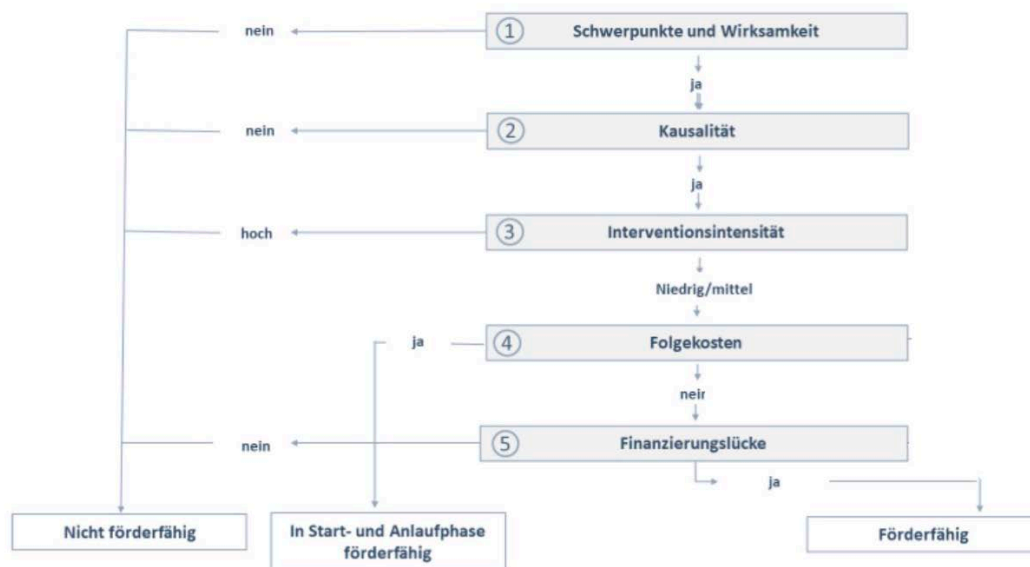 nein
① Schwerpunkte und Wirksamkeit
ja
nein
② Kausalität
ja
hoch
③ Interventionsintensität
Niedrig/mittel
ja
④ Folgekosten
nein
nein
⑤ Finanzierungslücke
ja
Nicht förderfähig
In Start- und Anlaufphase
förderfähig
Förderfähig